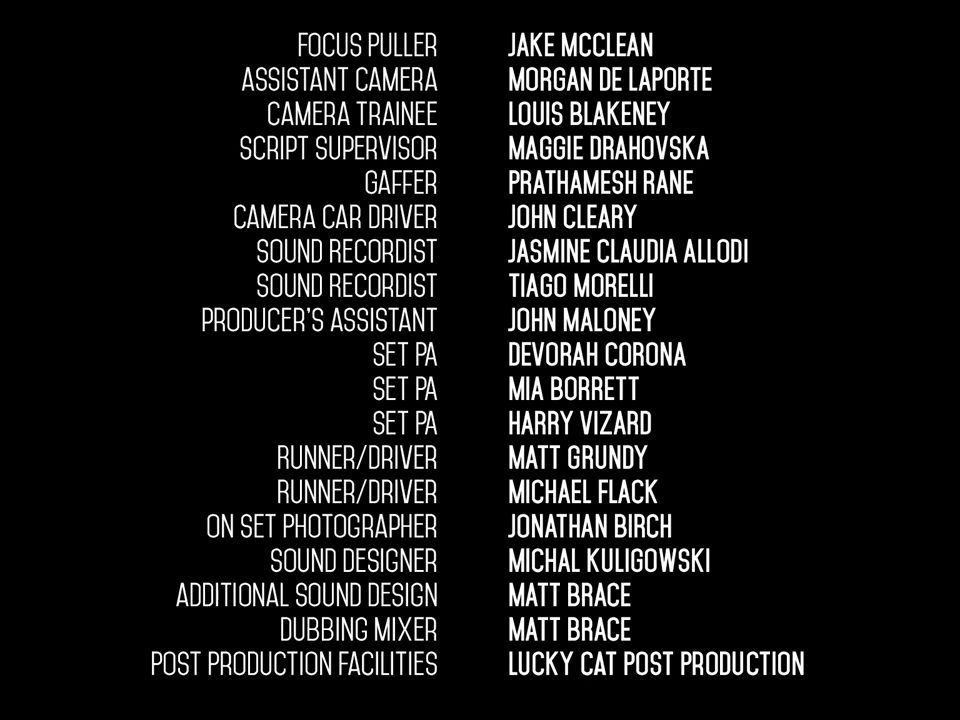 FOCUS PULLER JAKE MCCLEAN
ASSISTANT CAMERA MORGAN DE LAPORTE
CAMERA TRAINEE LOUIS BLAKENEY
SCRIPT SUPERVISOR MAGGIE DRAHOVSKA
GAFFER PRATHAMESH RANE
CAMERA CAR DRIVER JOHN CLEARY
SOUND RECORDIST JASMINE CLAUDIA ALLODI
SOUND RECORDIST TIAGO MORELLI
PRODUCER'S ASSISTANT JOHN MALONEY
SET PA DEVORAH CORONA
SET PA MIA BORRETT
SET PA HARRY VIZARD
RUNNER/DRIVER MATT GRUNDY
RUNNER/DRIVER MICHAEL FLACK
ON SET PHOTOGRAPHER JONATHAN BIRCH
SOUND DESIGNER MICHAL KULIGOWSKI
ADDITIONAL SOUND DESIGN MATT BRACE
DUBBING MIXER MATT BRACE
POST PRODUCTION FACILITIES LUCKY CAT POST PRODUCTION